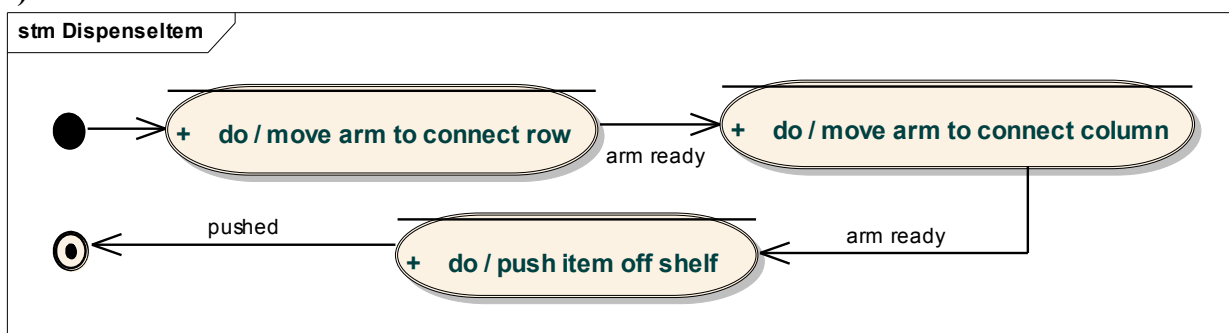 stm DispenseItem
+ do / move arm to connect row
arm ready
+ do / move arm to connect column
pushed
+ do / push item off shelf
arm ready